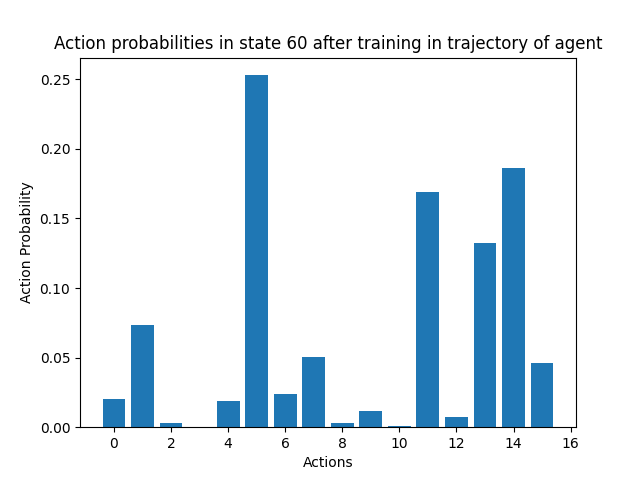 Action probabilities in state 60 after training in trajectory of agent
Action Probability
0.25
0.20
0.15
0.10
0.05
0.00
0 2 4 6 8 10 12 14 16
Actions